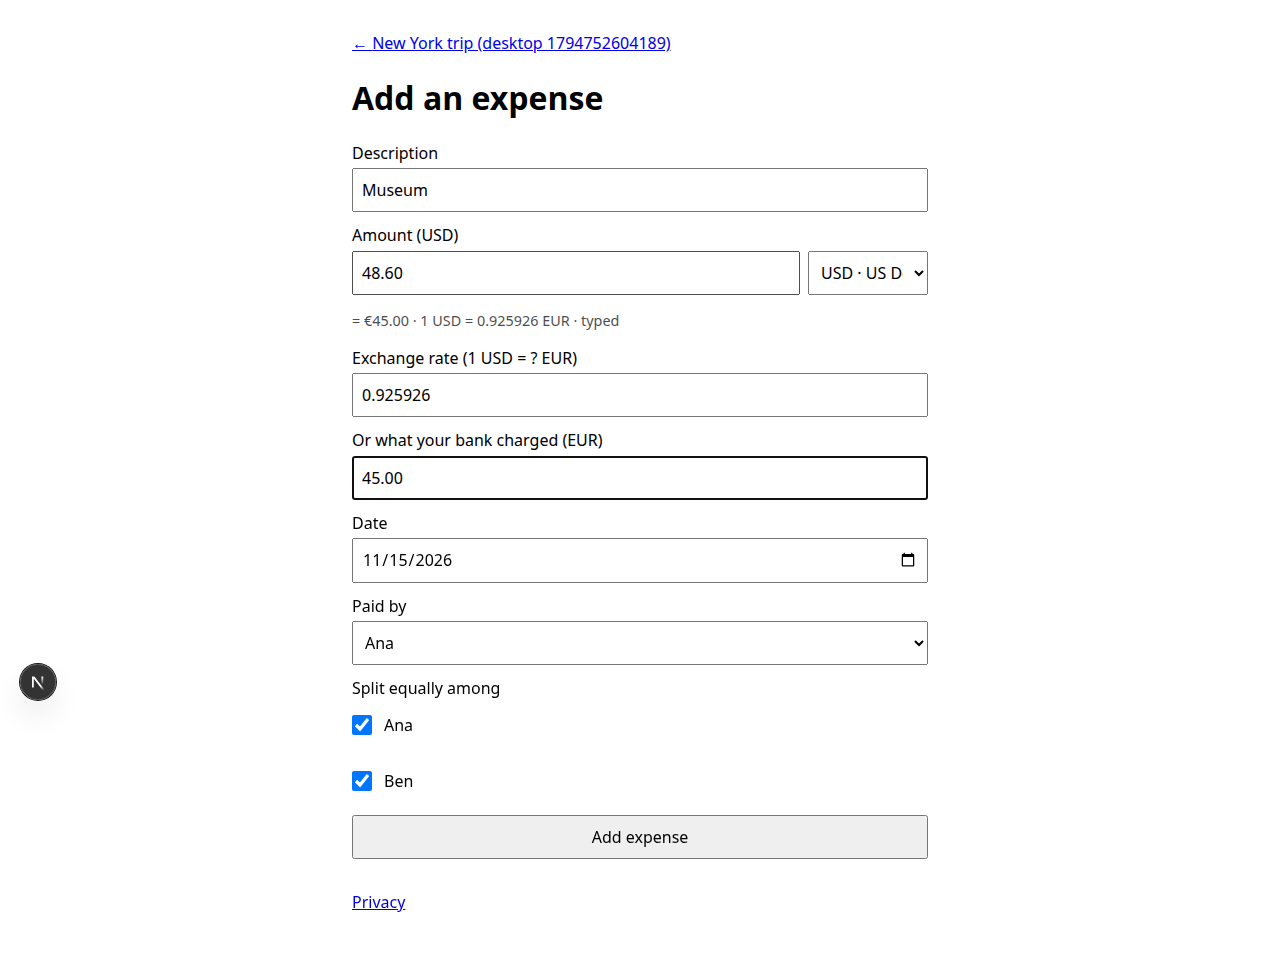 ← New York trip (desktop 1794752604189)
Add an expense
Description
Museum
Amount (USD)
48.60 USD · US D
= €45.00 · 1 USD = 0.925926 EUR · typed
Exchange rate (1 USD = ? EUR)
0.925926
Or what your bank charged (EUR)
45.00
Date
11/15/2026
Paid by
Ana
Split equally among
Ana
Ben
Add expense
Privacy
N